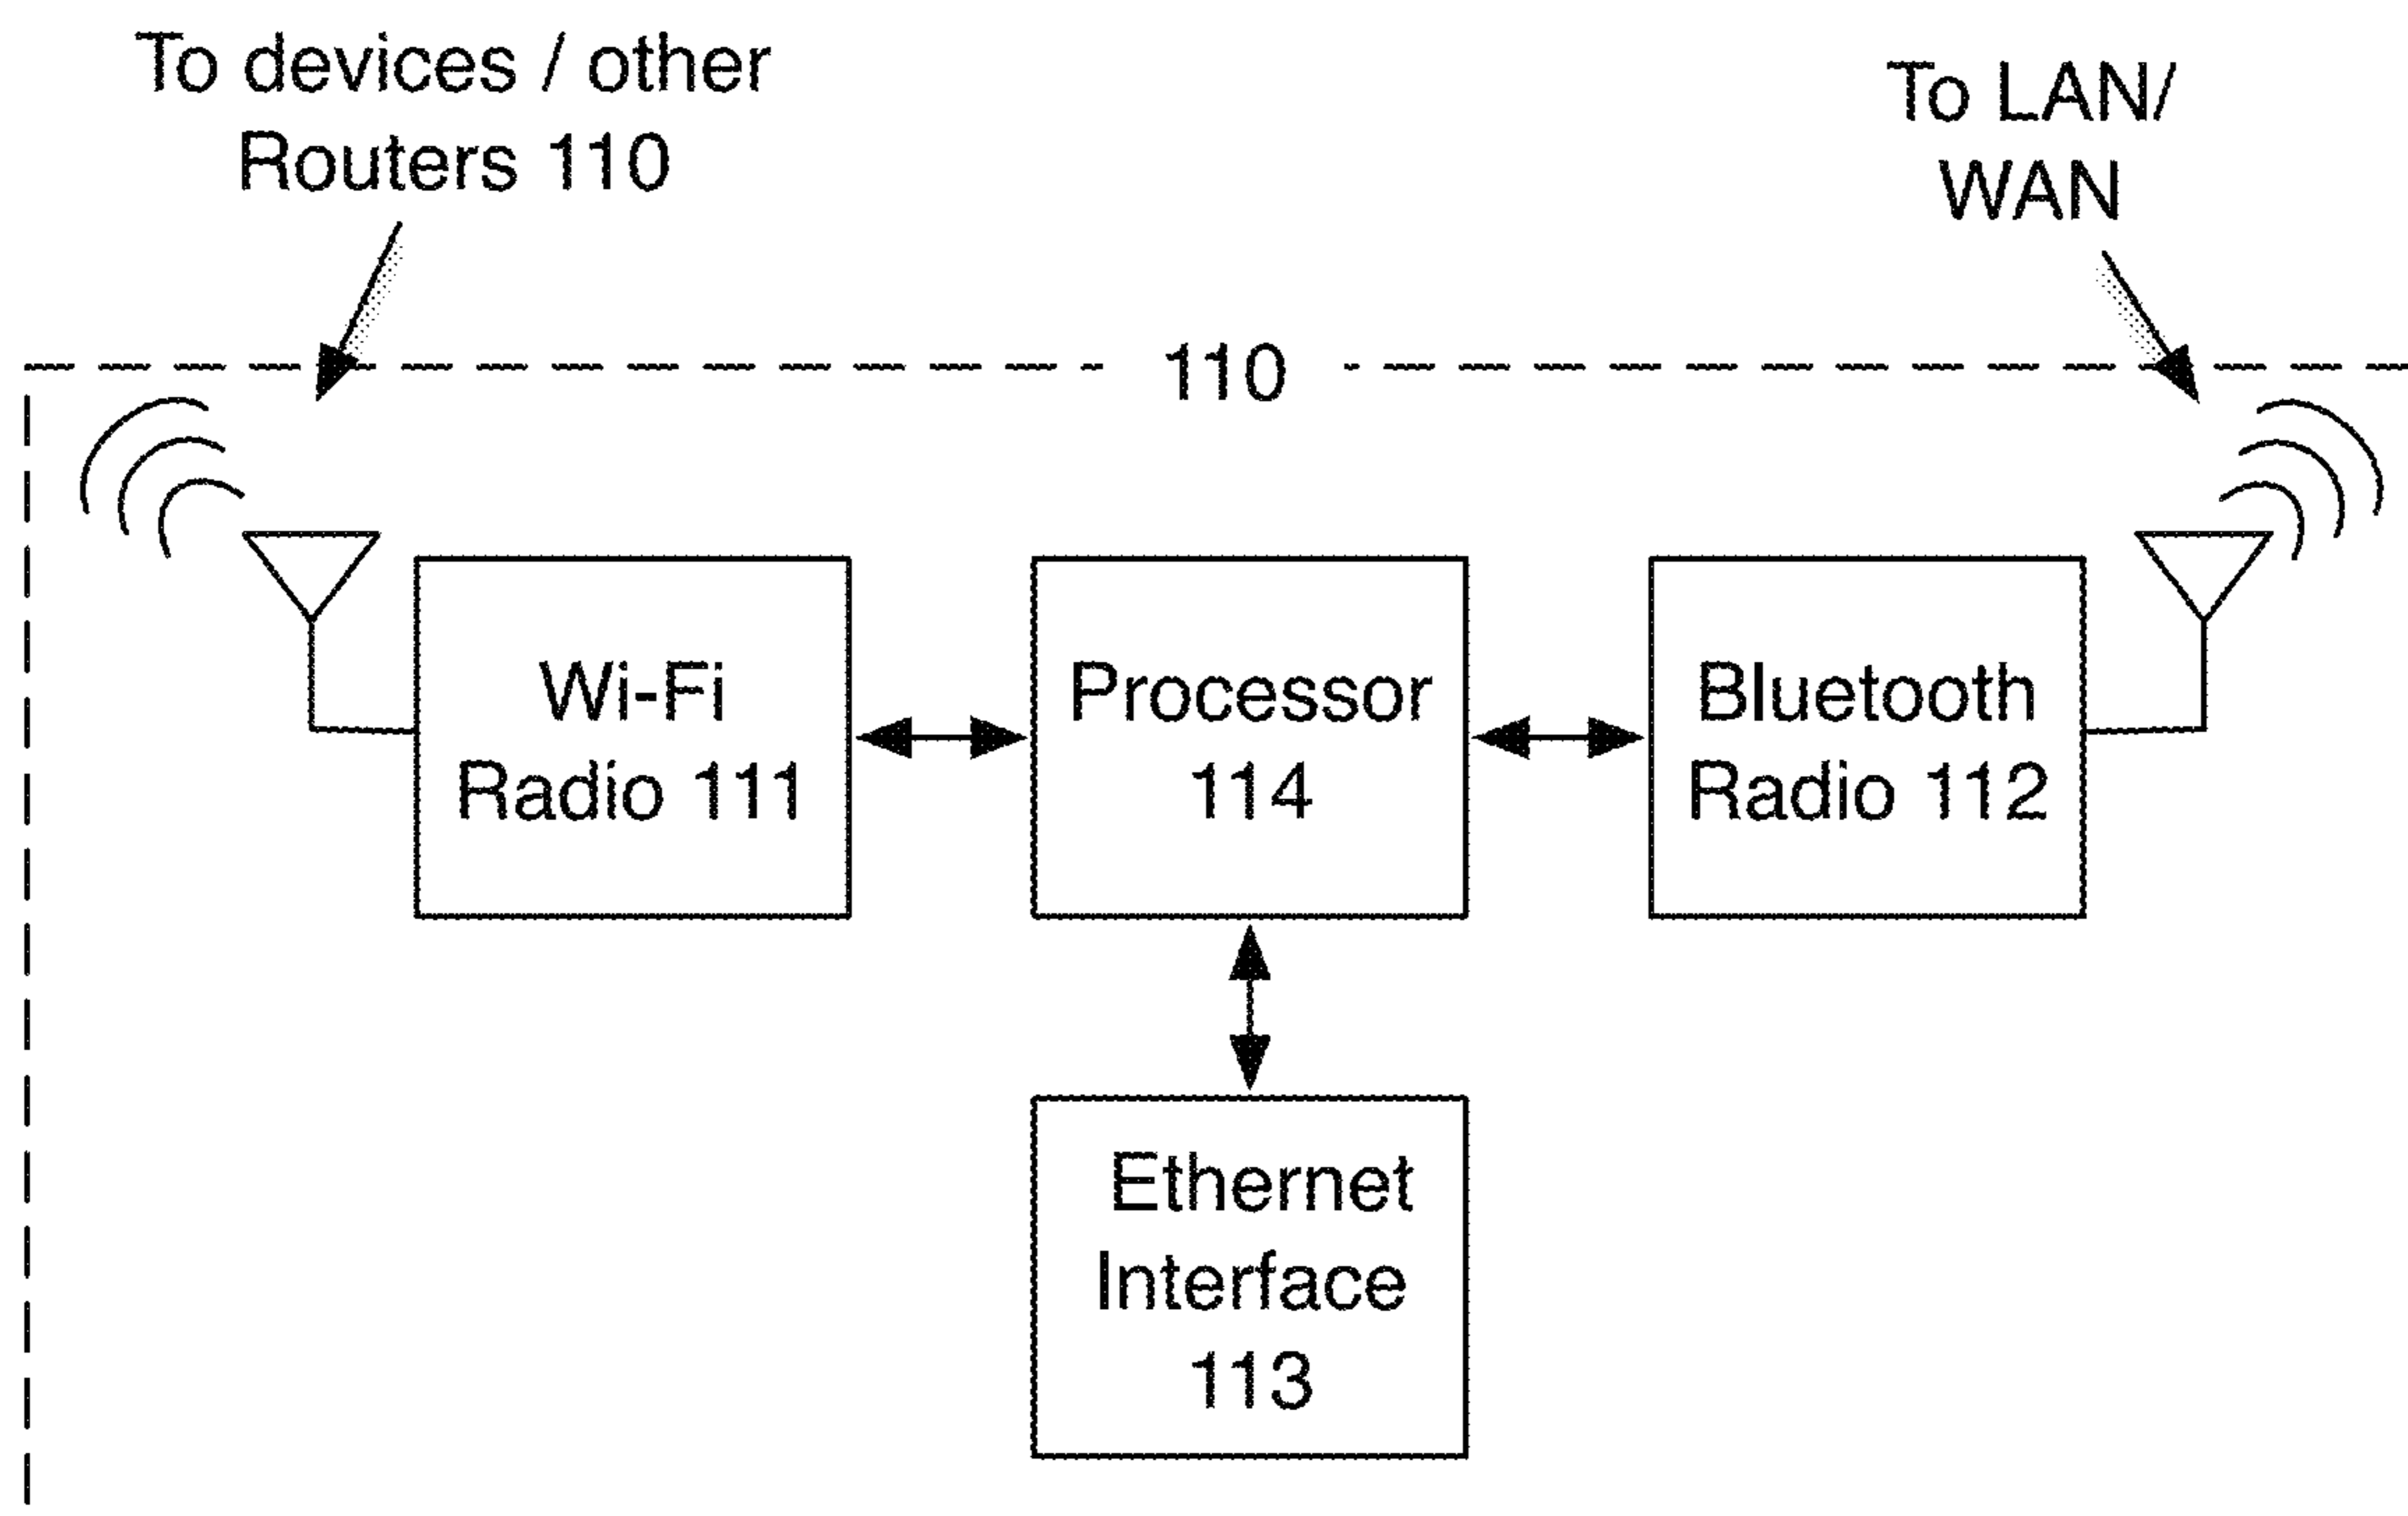 To devices / other
Routers 110
To LAN/
WAN
110
Wi-Fi
Radio 111
Processor
114
Bluetooth
Radio 112
Ethernet
Interface
113